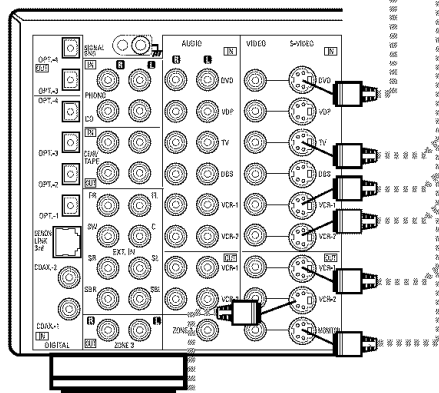 SIGNAL GND
AUDIO
VIDEO
S-VIDEO
R L
IN
IN
OPT.-4
OUT
IN
R L
DVD
DVD
OPT.-3
PHONO
OPT.-4
CD
VDP
VDP
IN
OPT.-3
CDR/
TAPE
TV
TV
OPT.-2
OUT
DBS
DBS
FR
FL
OPT.-1
VCR-1
VCR-1
SW
C
DENON
LINK
VCR-2
VCR-2
EXT. IN
SR
SL
OUT
OUT
COAX.-2
VCR-1
VCR-1
SBR
SBL
VCR-2
COAX.-1
R
L
ZONE 2
MONITOR
IN
OUT
DIGITAL
ZONE 3